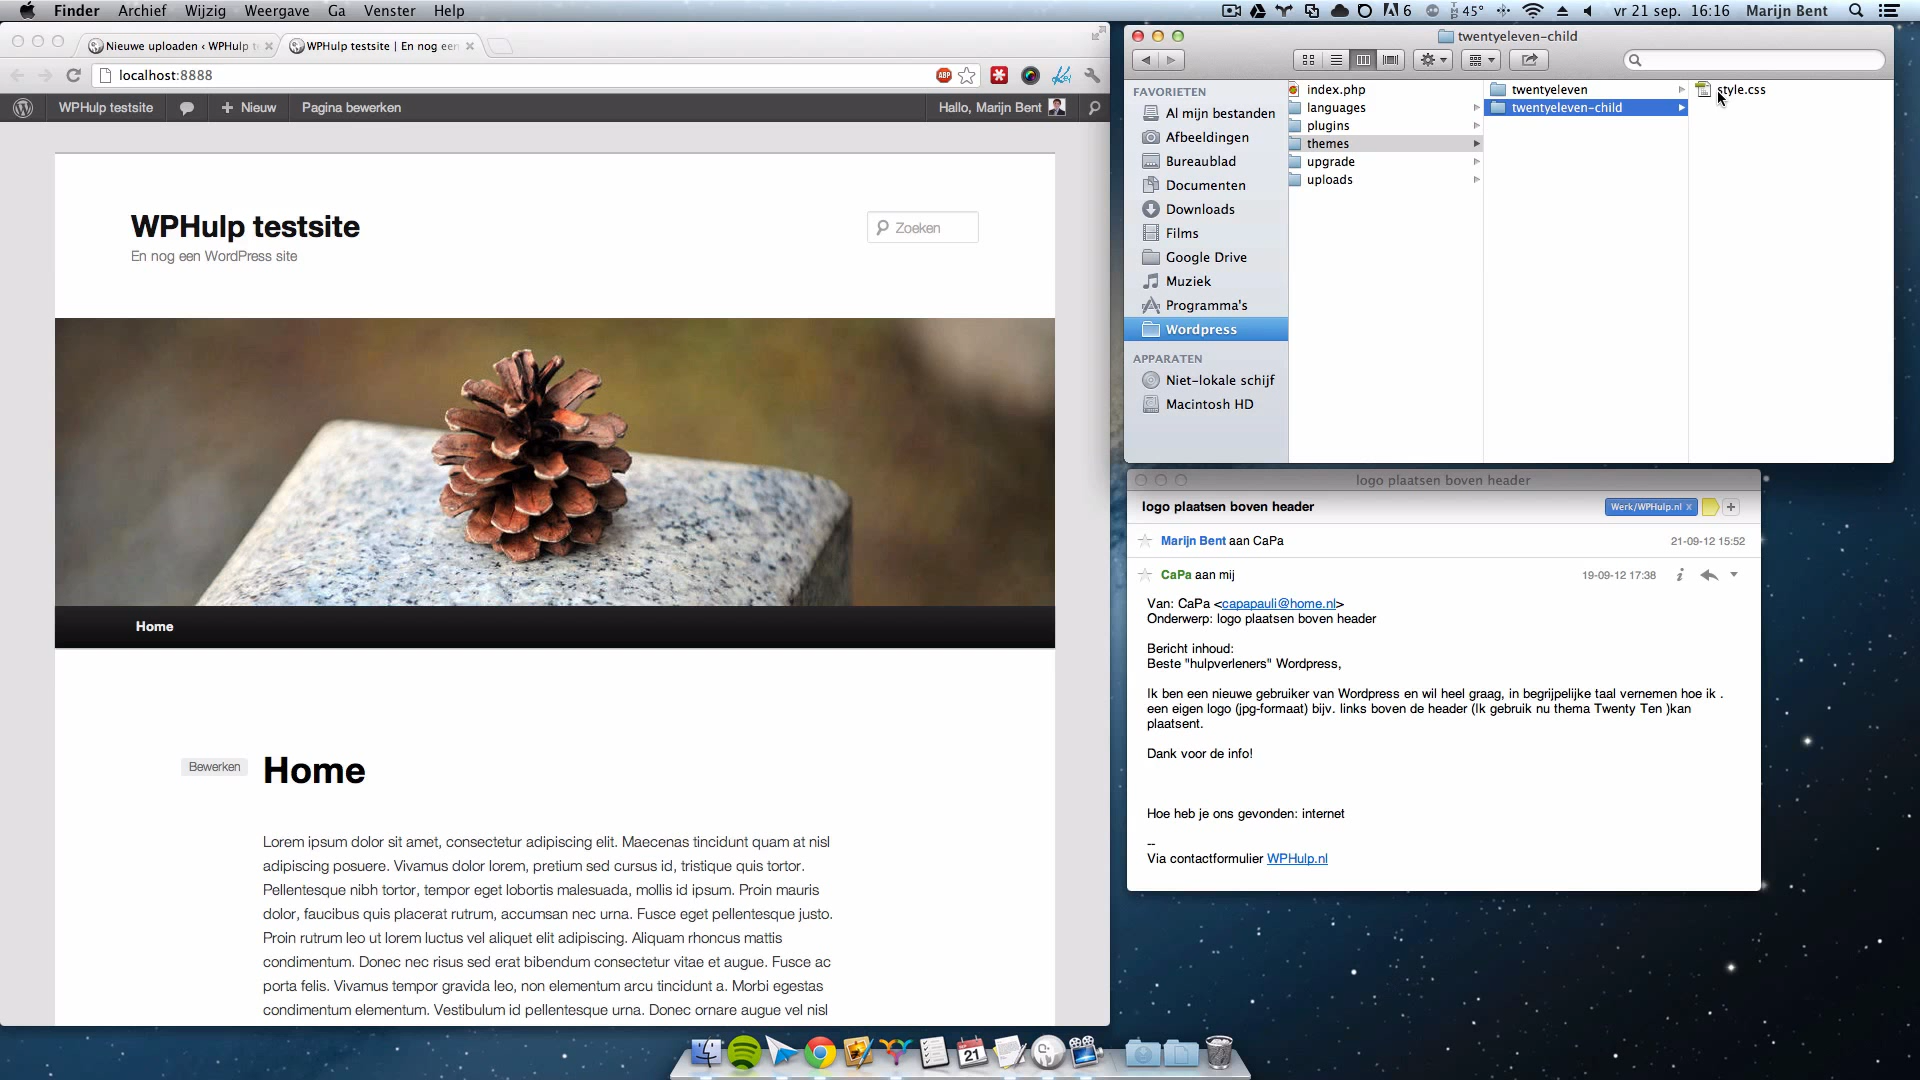 Finder Archief Wijzig Weergave Ga Venster Help
6 45° vr 21 sep. 16:16 Marijn Bent
Nieuwe uploaden ‹ WPHulp
WPHulp testsite | En nog een
localhost:8888
ABP
WPHulp testsite + Nieuw Pagina bewerken
Hallo, Marijn Bent
WPHulp testsite
En nog een WordPress site
Zoeken
Home
Bewerken
Home
Lorem ipsum dolor sit amet, consectetur adipiscing elit. Maecenas tincidunt quam at nisl
adipiscing posuere. Vivamus dolor lorem, pretium sed cursus id, tristique quis tortor.
Pellentesque nibh tortor, tempor eget lobortis malesuada, mollis id ipsum. Proin mauris
dolor, faucibus quis placerat rutrum, accumsan nec urna. Fusce eget pellentesque justo.
Proin rutrum leo ut lorem luctus vel aliquet elit adipiscing. Aliquam rhoncus mattis
condimentum. Donec nec risus sed erat bibendum consectetur vitae et augue. Fusce ac
porta felis. Vivamus tempor gravida leo, non elementum arcu tincidunt a. Morbi egestas
condimentum elementum. Vestibulum id pellentesque urna. Donec ornare augue vel nisl
twentyeleven-child
FAVORIETEN
Al mijn bestanden
Afbeeldingen
Bureaublad
Documenten
Downloads
Films
Google Drive
Muziek
Programma's
Wordpress
APPARATEN
Niet-lokale schijf
Macintosh HD
index.php
languages
plugins
themes
upgrade
uploads
twentyeleven
twentyeleven-child
style.css
logo plaatsen boven header
logo plaatsen boven header
Werk/WPHulp.nl x
+
Marijn Bent aan CaPa
21-09-12 15:52
CaPa aan mij
19-09-12 17:38
Van: CaPa <capapauli@home.nl>
Onderwerp: logo plaatsen boven header
Bericht inhoud:
Beste "hulpverleners" Wordpress,
Ik ben een nieuwe gebruiker van Wordpress en wil heel graag, in begrijpelijke taal vernemen hoe ik .
een eigen logo (jpg-formaat) bijv. links boven de header (Ik gebruik nu thema Twenty Ten )kan
plaatsent.
Dank voor de info!
Hoe heb je ons gevonden: internet
--
Via contactformulier WPHulp.nl
21